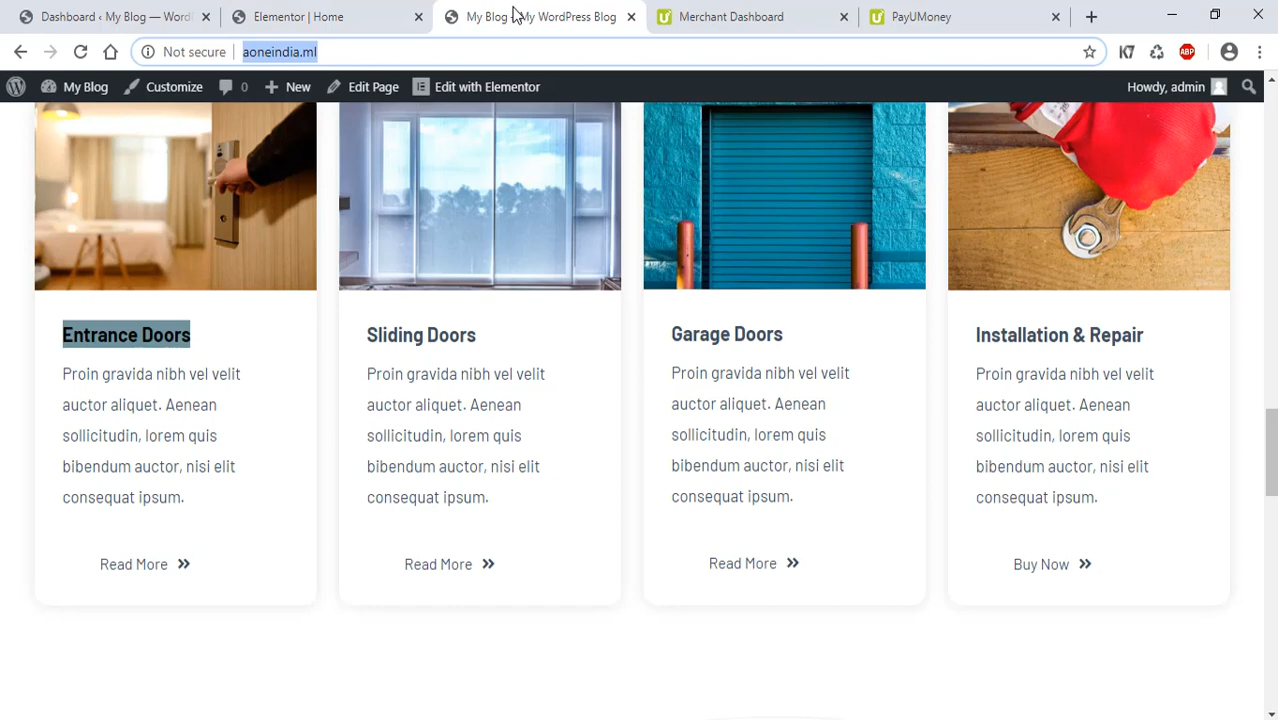 Dashboard ‹ My Blog — Word
Elementor | Home
My Blog – My WordPress Blog
Merchant Dashboard
PayUMoney
Not secure
aoneindia.ml
K7
ABP
My Blog
Customize
0
New
Edit Page
Edit with Elementor
Howdy, admin
Entrance Doors
Proin gravida nibh vel velit
auctor aliquet. Aenean
sollicitudin, lorem quis
bibendum auctor, nisi elit
consequat ipsum.
Read More »
Sliding Doors
Proin gravida nibh vel velit
auctor aliquet. Aenean
sollicitudin, lorem quis
bibendum auctor, nisi elit
consequat ipsum.
Read More »
Garage Doors
Proin gravida nibh vel velit
auctor aliquet. Aenean
sollicitudin, lorem quis
bibendum auctor, nisi elit
consequat ipsum.
Read More »
Installation & Repair
Proin gravida nibh vel velit
auctor aliquet. Aenean
sollicitudin, lorem quis
bibendum auctor, nisi elit
consequat ipsum.
Buy Now »